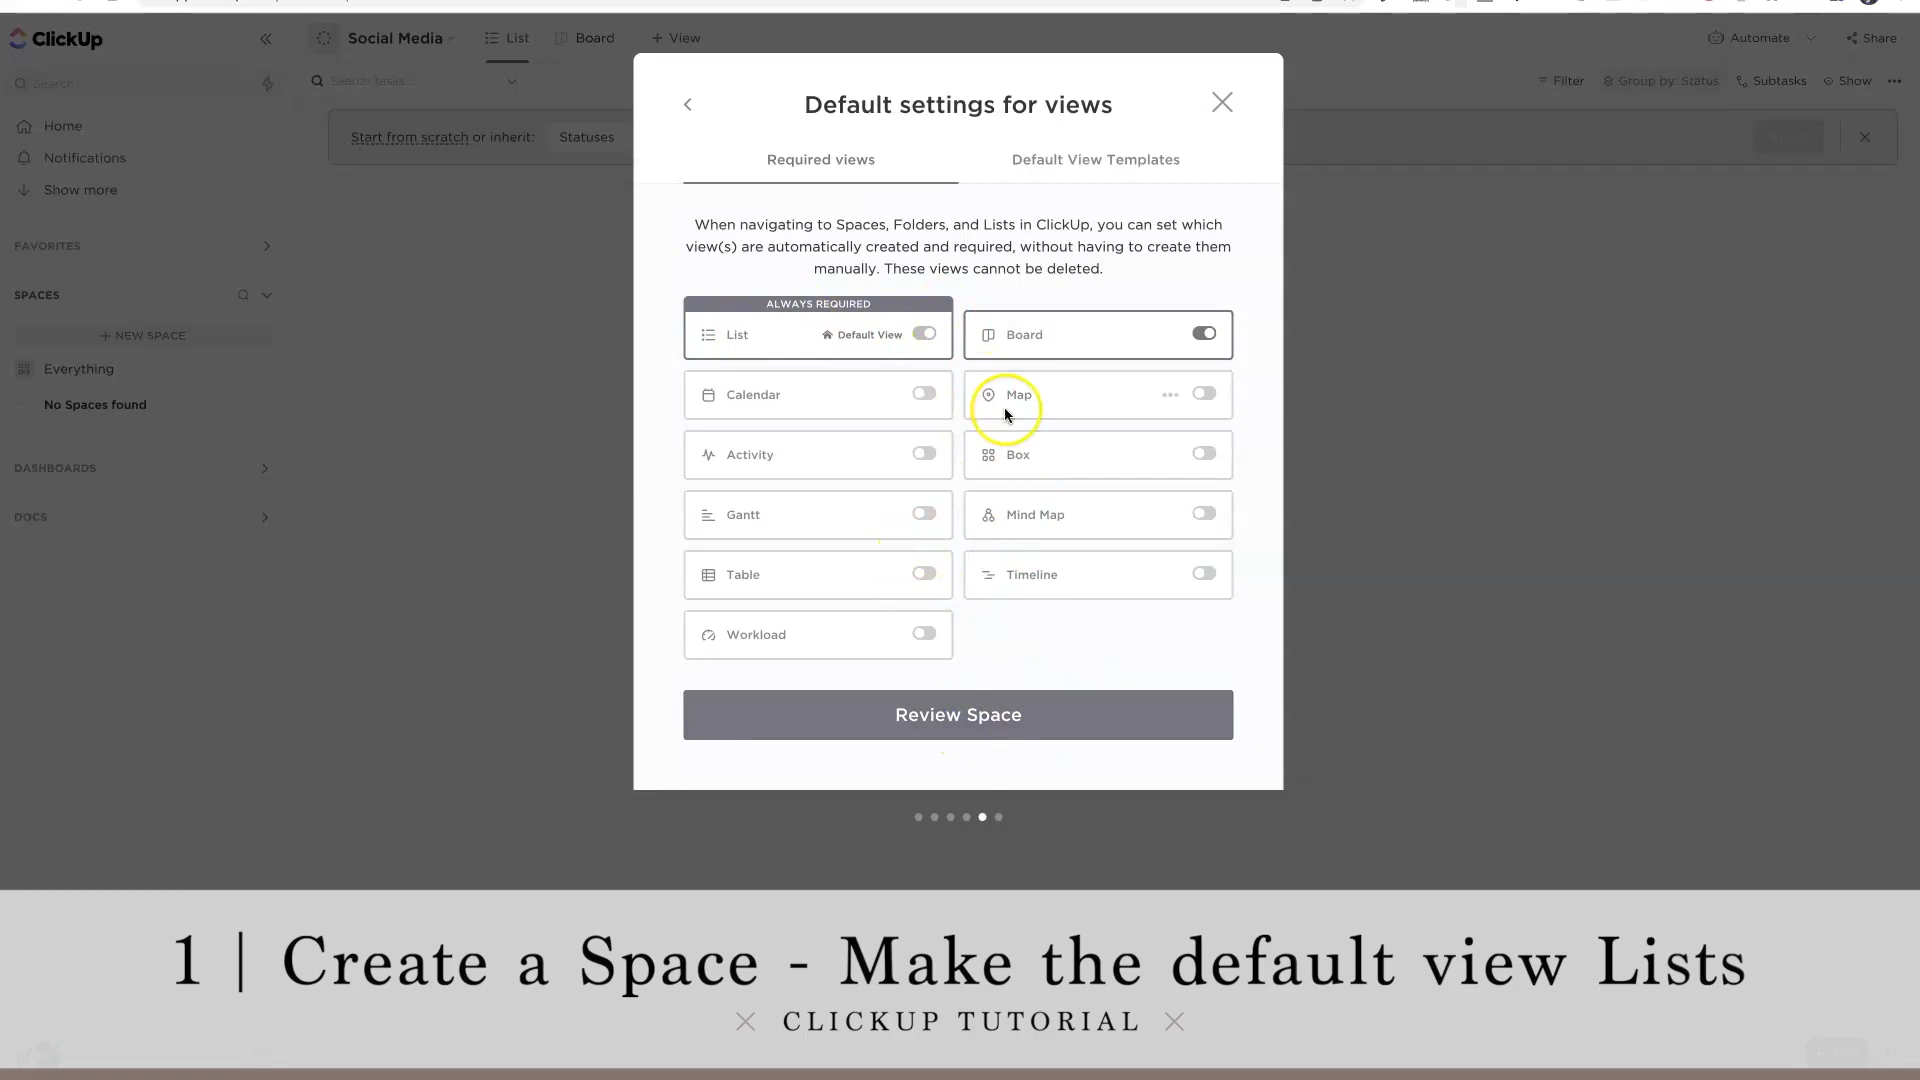 ClickUp
Social Media
List
Board
+ View
Automate
Share
Search
Search tasks...
Filter
Group by: Status
Subtasks
Show
Home
Notifications
Show more
FAVORITES
SPACES
+ NEW SPACE
Everything
No Spaces found
DASHBOARDS
DOCS
Start from scratch or inherit:
Statuses
Default settings for views
Required views
Default View Templates
When navigating to Spaces, Folders, and Lists in ClickUp, you can set which
view(s) are automatically created and required, without having to create them
manually. These views cannot be deleted.
ALWAYS REQUIRED
List
Default View
Board
Calendar
Map
Activity
Box
Gantt
Mind Map
Table
Timeline
Workload
Review Space
1 | Create a Space - Make the default view Lists
CLICKUP TUTORIAL